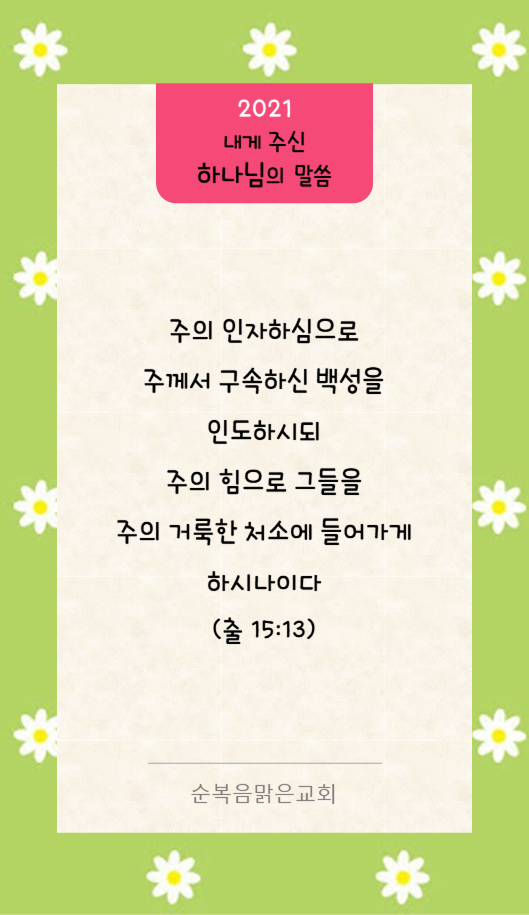 2021
내게 주신
하나님의 말씀
주의 인자하심으로
주께서 구속하신 백성을
인도하시되
주의 힘으로 그들을
주의 거룩한 처소에 들어가게
하시나이다
(출 15:13)
순복음맑은교회